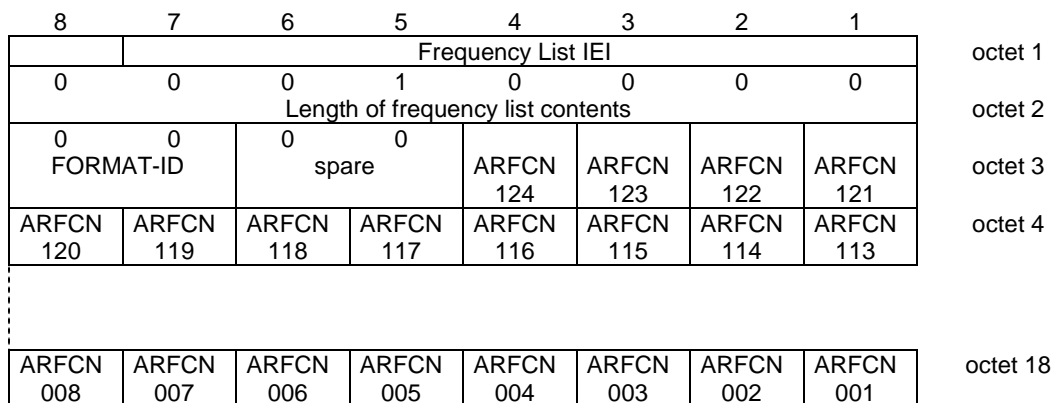 8 7 6 5 4 3 2 1
Frequency List IEI octet 1
0 0 0 1 0 0 0 0
Length of frequency list contents octet 2
0 0 0 0
FORMAT-ID spare ARFCN ARFCN ARFCN ARFCN octet 3
124 123 122 121
ARFCN ARFCN ARFCN ARFCN ARFCN ARFCN ARFCN ARFCN octet 4
120 119 118 117 116 115 114 113
ARFCN ARFCN ARFCN ARFCN ARFCN ARFCN ARFCN ARFCN octet 18
008 007 006 005 004 003 002 001